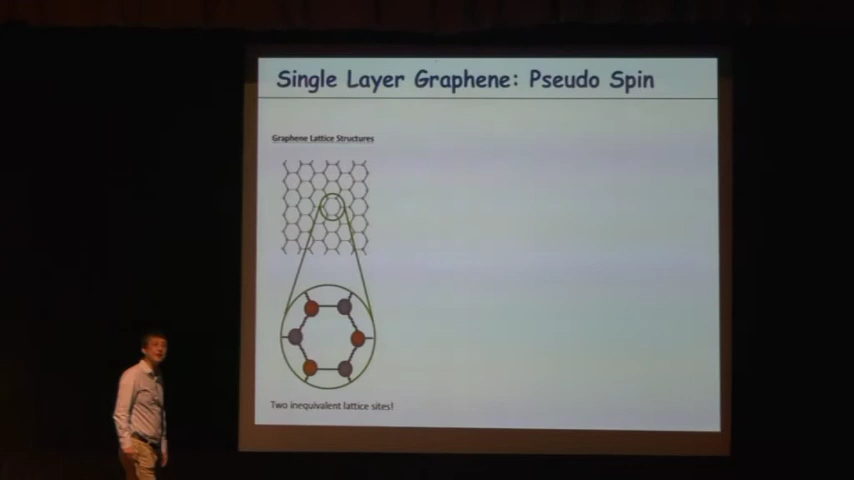 Single Layer Graphene: Pseudo Spin
Graphene Lattice Structures
Two inequivalent lattice sites!